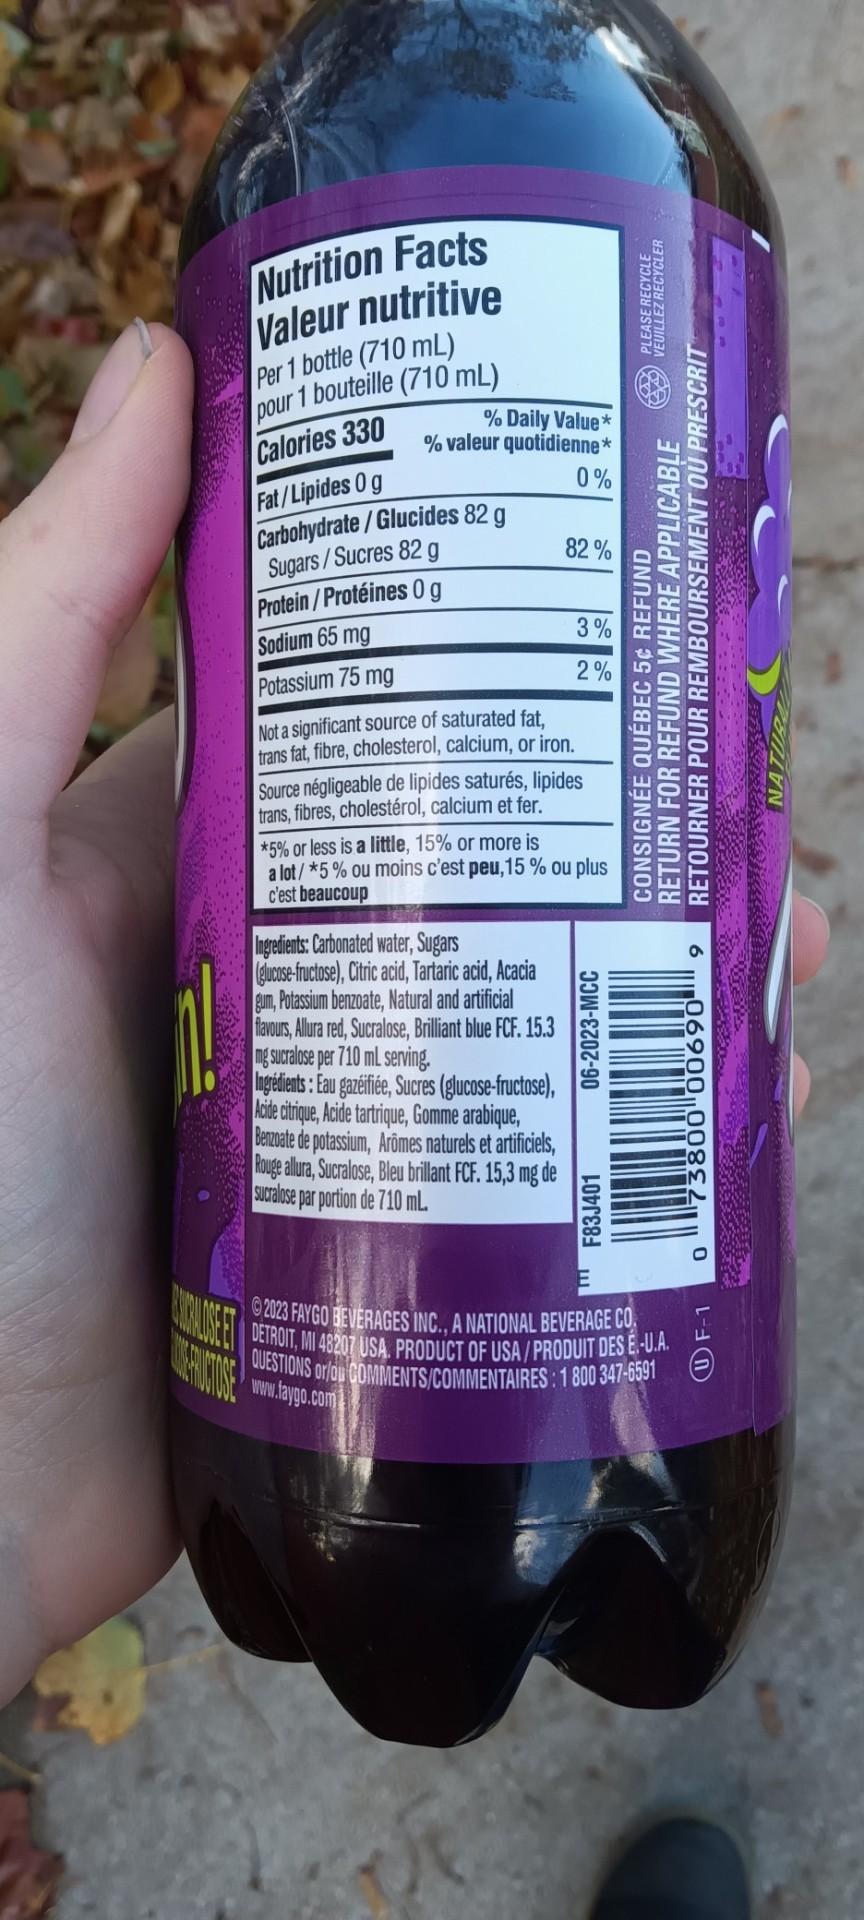 Nutrition Facts
Valeur nutritive
Per 1 bottle (710 mL)
pour 1 bouteille (710 mL)
Calories 330
% Daily Value*
% valeur quotidienne*
Fat / Lipides 0 g 0 %
Carbohydrate / Glucides 82 g
Sugars / Sucres 82 g 82 %
Protein / Protéines 0 g
Sodium 65 mg 3 %
Potassium 75 mg 2 %
Not a significant source of saturated fat,
trans fat, fibre, cholesterol, calcium, or iron.
Source négligeable de lipides saturés, lipides
trans, fibres, cholestérol, calcium et fer.
*5% or less is a little, 15% or more is
a lot / *5 % ou moins c'est peu,15 % ou plus
c'est beaucoup
PLEASE RECYCLE
VEUILLEZ RECYCLER
CONSIGNÉE QUÉBEC 5¢ REFUND
RETURN FOR REFUND WHERE APPLICABLE
RETOURNER POUR REMBOURSEMENT OÙ PRESCRIT
Ingredients: Carbonated water, Sugars
(glucose-fructose), Citric acid, Tartaric acid, Acacia
gum, Potassium benzoate, Natural and artificial
flavours, Allura red, Sucralose, Brilliant blue FCF. 15.3
mg sucralose per 710 mL serving.
Ingrédients : Eau gazéifiée, Sucres (glucose-fructose),
Acide citrique, Acide tartrique, Gomme arabique,
Benzoate de potassium, Arômes naturels et artificiels,
Rouge allura, Sucralose, Bleu brillant FCF. 15,3 mg de
sucralose par portion de 710 mL.
E F83J401 06-2023-MCC
0 73800 00690 9
SUCRALOSE ET
© 2023 FAYGO BEVERAGES INC., A NATIONAL BEVERAGE CO.
DETROIT, MI 48207 USA. PRODUCT OF USA / PRODUIT DES É.-U.A.
QUESTIONS or/ou COMMENTS/COMMENTAIRES : 1 800 347-6591
www.faygo.com
U F-1